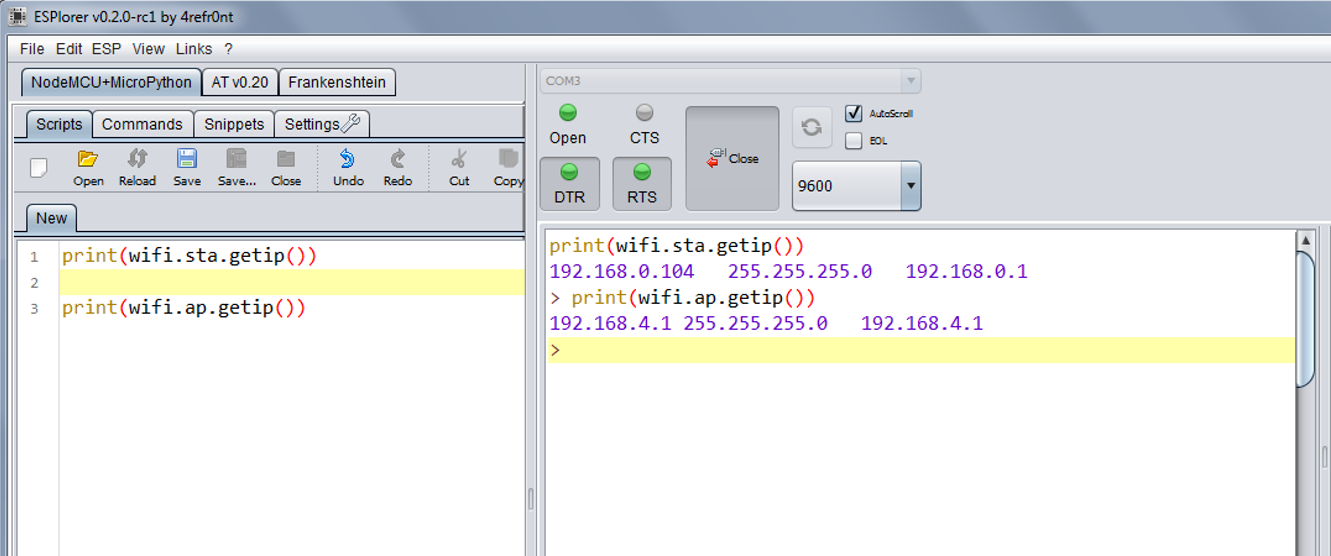 ESPlorer v0.2.0-rc1 by 4refr0nt
File Edit ESP View Links ?
NodeMCU+MicroPython AT v0.20 Frankenshtein
Scripts Commands Snippets Settings
Open Reload Save Save... Close Undo Redo Cut Copy
New
1 print(wifi.sta.getip())
2
3 print(wifi.ap.getip())
COM3
Open CTS
DTR RTS
Close
AutoScroll
EOL
9600
print(wifi.sta.getip())
192.168.0.104 255.255.255.0 192.168.0.1
> print(wifi.ap.getip())
192.168.4.1 255.255.255.0 192.168.4.1
>